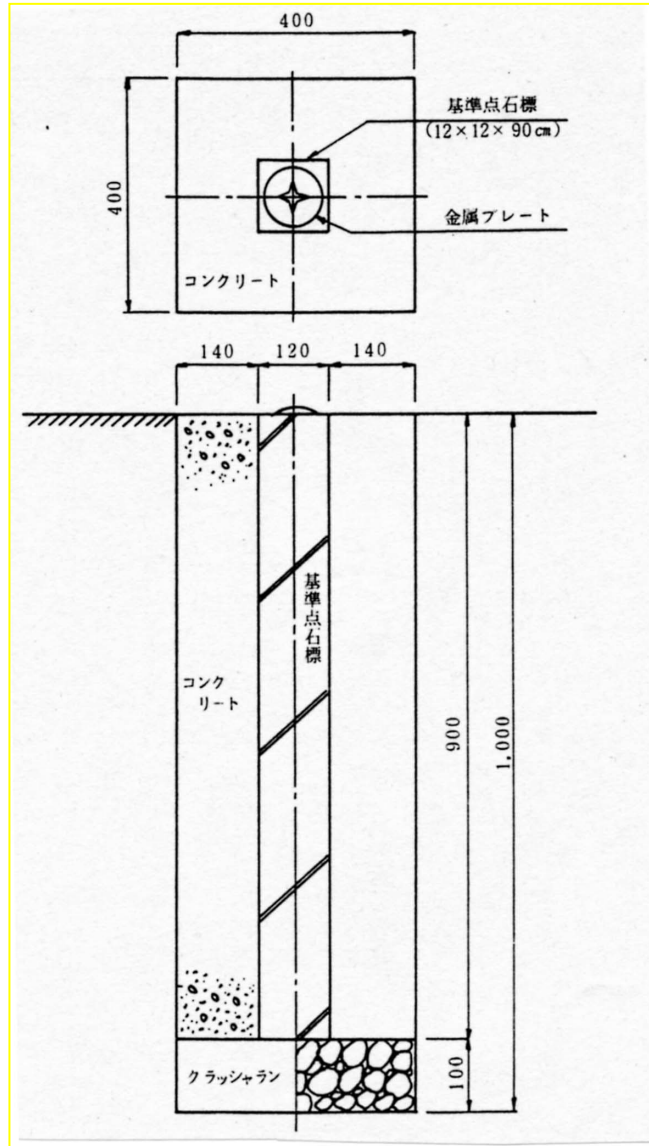 400
基準点石標
(12×12×90㎝)
400
金属プレート
コンクリート
140
120
140
基準点石標
コンク
リート
900
1,000
クラッシャラン
100